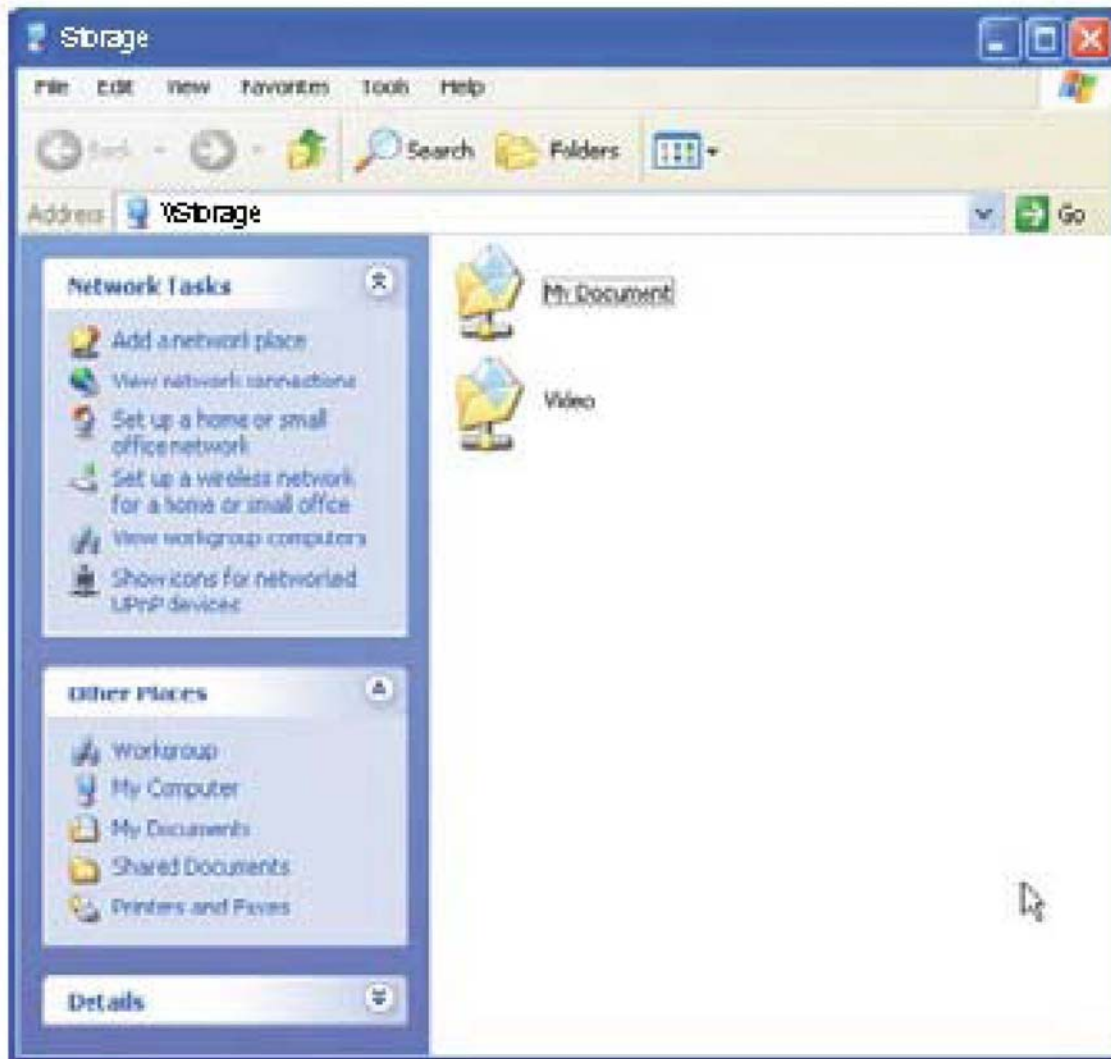 Storage
File Edit View Favorites Tools Help
Back Search Folders
Address \\Storage Go
Network Tasks
Add a network place
View network connections
Set up a home or small
office network
Set up a wireless network
for a home or small office
View workgroup computers
Show icons for networked
UPnP devices
Other Places
Workgroup
My Computer
My Documents
Shared Documents
Printers and Faxes
Details
My Document
Video